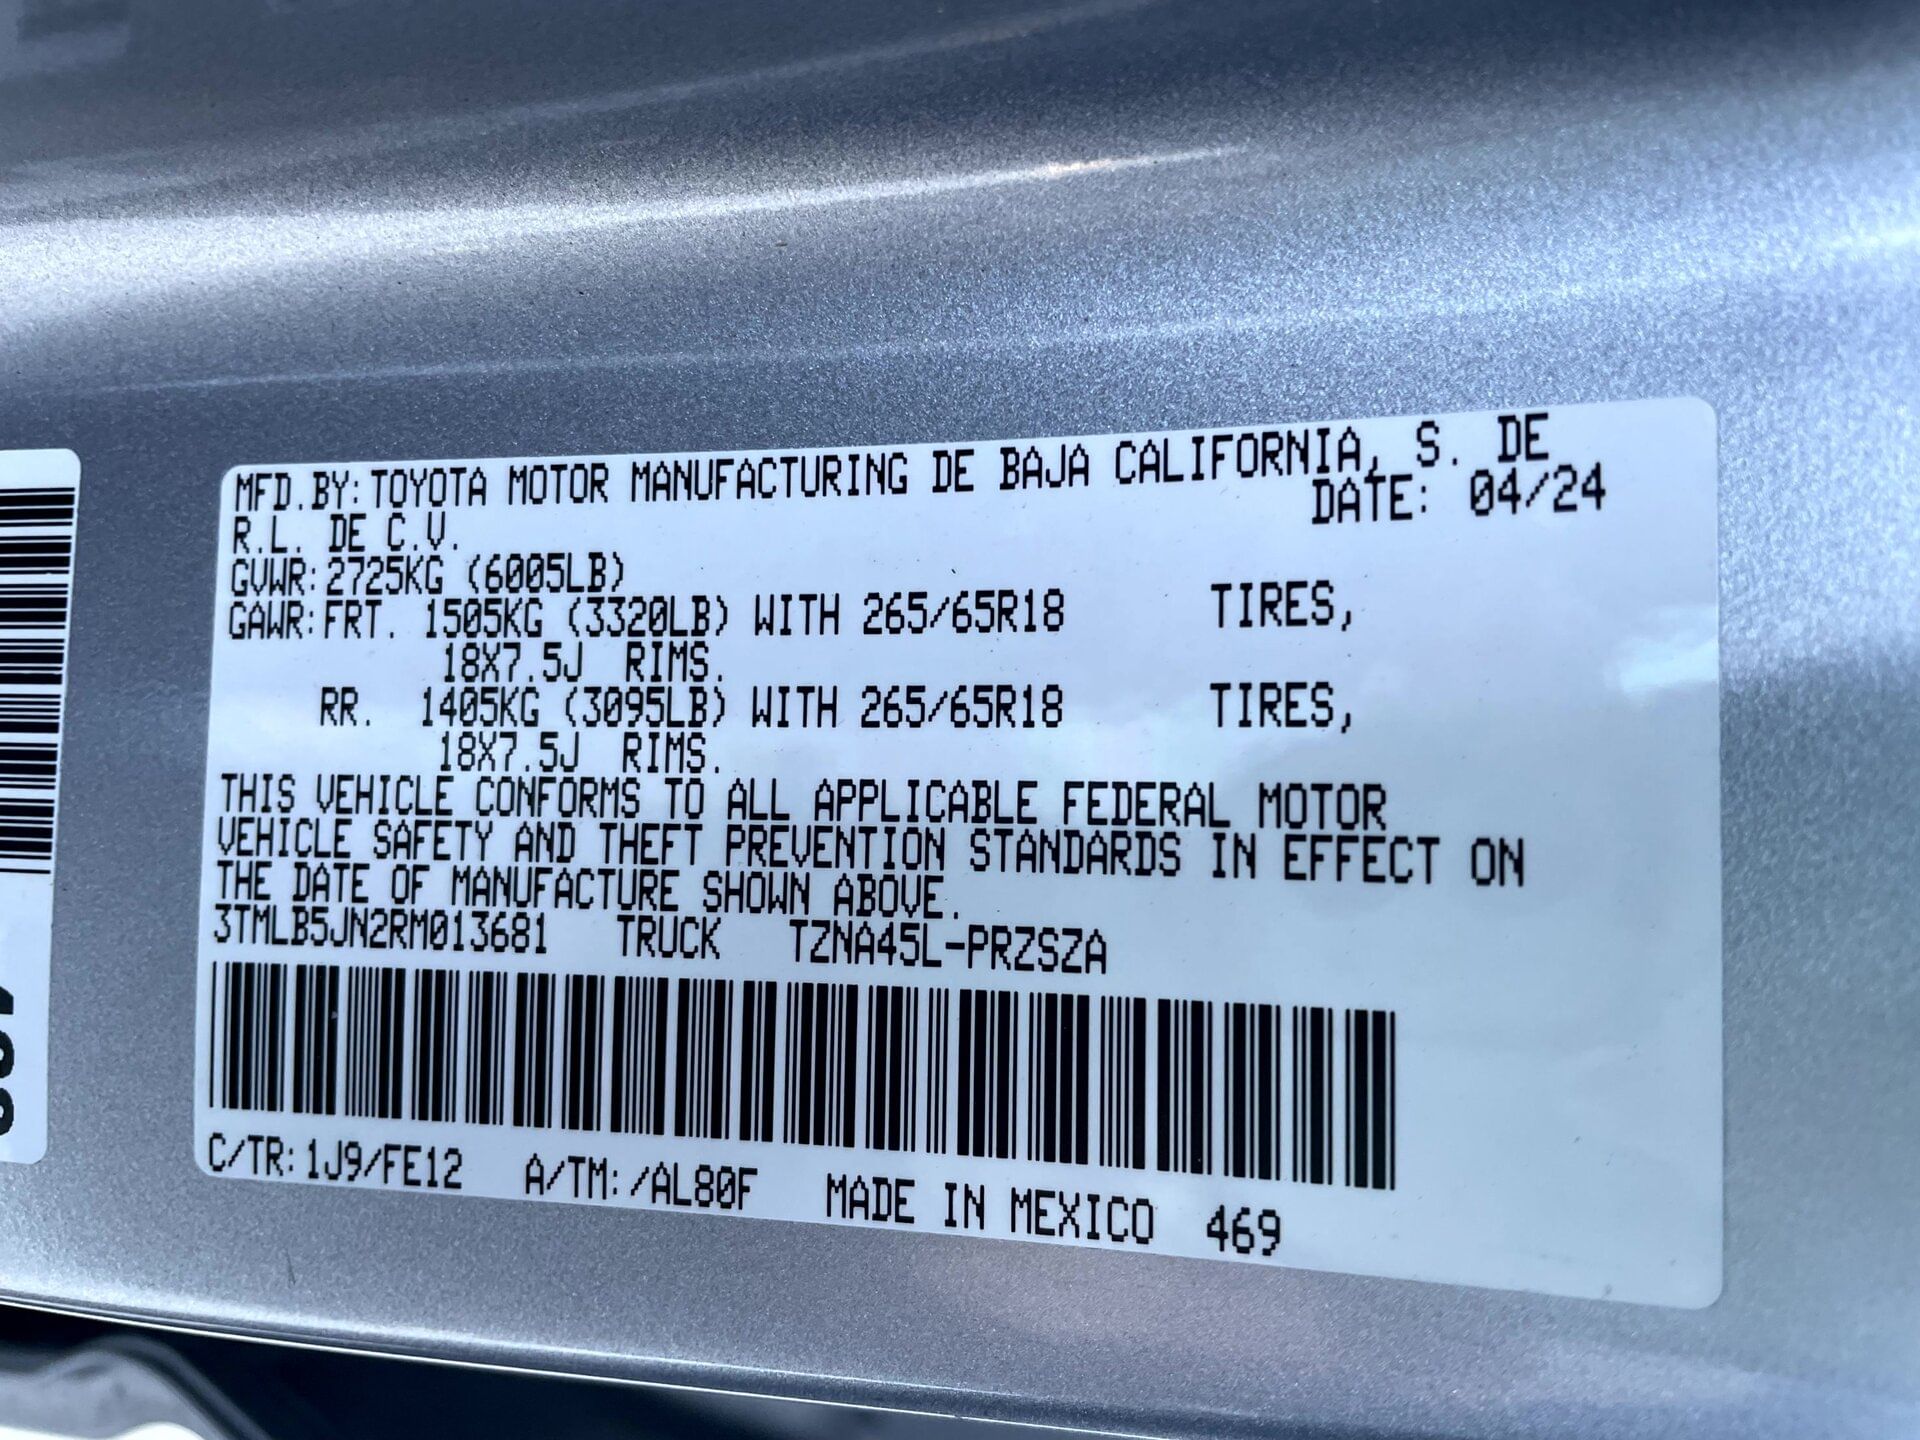 MFD.BY:TOYOTA MOTOR MANUFACTURING DE BAJA CALIFORNIA, S. DE
R.L. DE C.V. DATE: 04/24
GVWR:2725KG (6005LB)
GAWR:FRT. 1505KG (3320LB) WITH 265/65R18 TIRES,
18X7.5J RIMS.
RR. 1405KG (3095LB) WITH 265/65R18 TIRES,
18X7.5J RIMS.
THIS VEHICLE CONFORMS TO ALL APPLICABLE FEDERAL MOTOR
VEHICLE SAFETY AND THEFT PREVENTION STANDARDS IN EFFECT ON
THE DATE OF MANUFACTURE SHOWN ABOVE.
3TMLB5JN2RM013681 TRUCK TZNA45L-PRZSZA
C/TR:1J9/FE12 A/TM:/AL80F MADE IN MEXICO 469